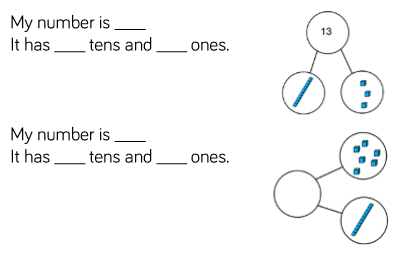 My number is ____
It has ____ tens and ____ ones.
13
My number is ____
It has ____ tens and ____ ones.